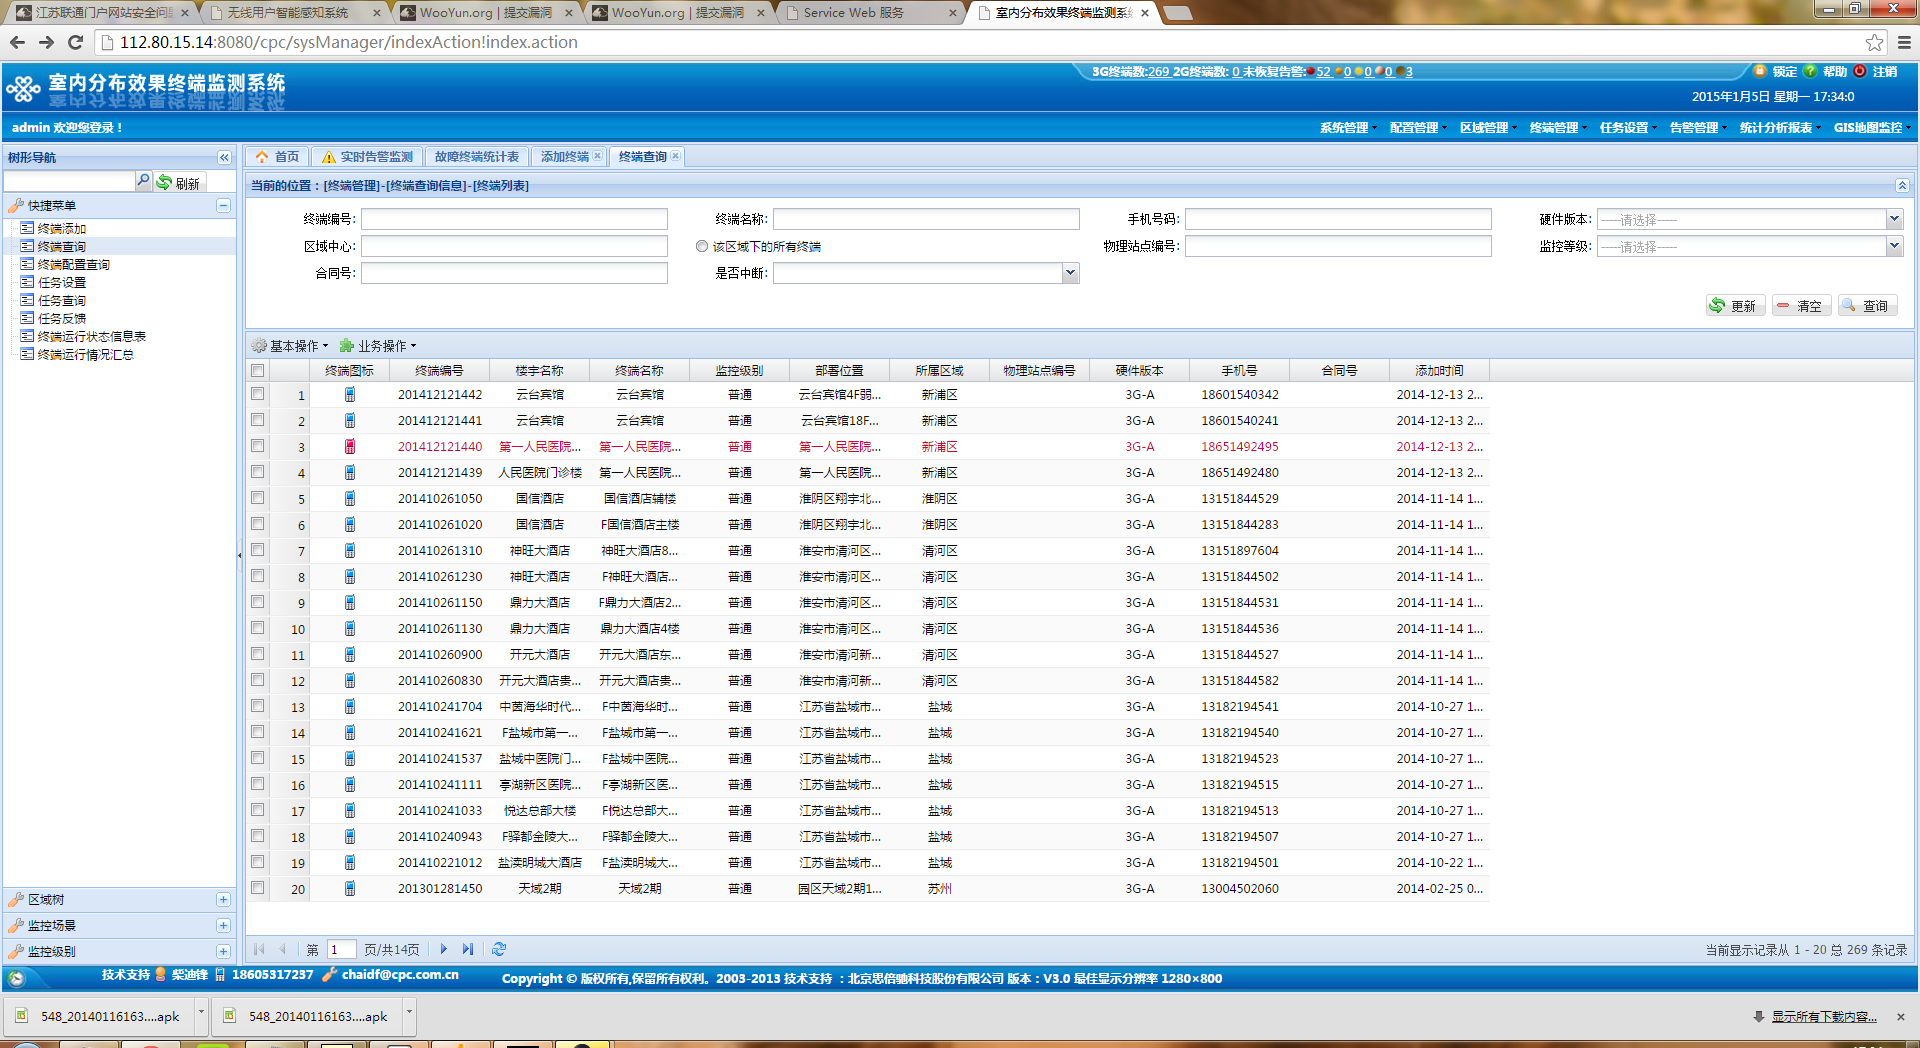 江苏联通门户网站安全问题
无线用户智能感知系统
WooYun.org | 提交漏洞
WooYun.org | 提交漏洞
Service Web 服务
室内分布效果终端监测系统
112.80.15.14:8080/cpc/sysManager/indexAction!index.action
室内分布效果终端监测系统
3G终端数:269 2G终端数: 0 未恢复告警: 52 0 0 0 3
锁定 帮助 注销
2015年1月5日 星期一 17:34:0
admin 欢迎您登录！
系统管理 配置管理 区域管理 终端管理 任务设置 告警管理 统计分析报表 GIS地图监控
树形导航
首页 实时告警监测 故障终端统计表 添加终端 终端查询
刷新
当前的位置：[终端管理]-[终端查询信息]-[终端列表]
快捷菜单
终端添加
终端查询
终端配置查询
任务设置
任务查询
任务反馈
终端运行状态信息表
终端运行情况汇总
终端编号: 终端名称: 手机号码: 硬件版本: -----请选择-----
区域中心: 该区域下的所有终端 物理站点编号: 监控等级: -----请选择-----
合同号: 是否中断:
更新 清空 查询
基本操作 业务操作
终端图标 终端编号 楼宇名称 终端名称 监控级别 部署位置 所属区域 物理站点编号 硬件版本 手机号 合同号 添加时间
1 201412121442 云台宾馆 云台宾馆 普通 云台宾馆4F弱... 新浦区 3G-A 18601540342 2014-12-13 2...
2 201412121441 云台宾馆 云台宾馆 普通 云台宾馆18F... 新浦区 3G-A 18601540241 2014-12-13 2...
3 201412121440 第一人民医院... 第一人民医院... 普通 第一人民医院... 新浦区 3G-A 18651492495 2014-12-13 2...
4 201412121439 人民医院门诊楼 第一人民医院... 普通 第一人民医院... 新浦区 3G-A 18651492480 2014-12-13 2...
5 201410261050 国信酒店 国信酒店辅楼 普通 淮阴区翔宇北... 淮阴区 3G-A 13151844529 2014-11-14 1...
6 201410261020 国信酒店 F国信酒店主楼 普通 淮阴区翔宇北... 淮阴区 3G-A 13151844283 2014-11-14 1...
7 201410261310 神旺大酒店 神旺大酒店8... 普通 淮安市清河区... 清河区 3G-A 13151897604 2014-11-14 1...
8 201410261230 神旺大酒店 F神旺大酒店... 普通 淮安市清河区... 清河区 3G-A 13151844502 2014-11-14 1...
9 201410261150 鼎力大酒店 F鼎力大酒店2... 普通 淮安市清河区... 清河区 3G-A 13151844531 2014-11-14 1...
10 201410261130 鼎力大酒店 鼎力大酒店4楼 普通 淮安市清河区... 清河区 3G-A 13151844536 2014-11-14 1...
11 201410260900 开元大酒店 开元大酒店东... 普通 淮安市清河新... 清河区 3G-A 13151844527 2014-11-14 1...
12 201410260830 开元大酒店贵... 开元大酒店贵... 普通 淮安市清河新... 清河区 3G-A 13151844582 2014-11-14 1...
13 201410241704 中茵海华时代... F中茵海华时... 普通 江苏省盐城市... 盐城 3G-A 13182194541 2014-10-27 1...
14 201410241621 F盐城市第一... F盐城市第一... 普通 江苏省盐城市... 盐城 3G-A 13182194540 2014-10-27 1...
15 201410241537 盐城中医院门... F盐城中医院... 普通 江苏省盐城市... 盐城 3G-A 13182194523 2014-10-27 1...
16 201410241111 亭湖新区医院... F亭湖新区医... 普通 江苏省盐城市... 盐城 3G-A 13182194515 2014-10-27 1...
17 201410241033 悦达总部大楼 F悦达总部大... 普通 江苏省盐城市... 盐城 3G-A 13182194513 2014-10-27 1...
18 201410240943 F驿都金陵大... F驿都金陵大... 普通 江苏省盐城市... 盐城 3G-A 13182194507 2014-10-27 1...
19 201410221012 盐渎明城大酒店 F盐渎明城大... 普通 江苏省盐城市... 盐城 3G-A 13182194501 2014-10-22 1...
20 201301281450 天域2期 天域2期 普通 园区天域2期1... 苏州 3G-A 13004502060 2014-02-25 0...
区域树
监控场景
监控级别
第 1 页/共14页
当前显示记录从 1 - 20 总 269 条记录
技术支持 柴迪锋 18605317237 chaidf@cpc.com.cn
Copyright © 版权所有,保留所有权利。2003-2013 技术支持 ：北京思倍驰科技股份有限公司 版本：V3.0 最佳显示分辨率 1280×800
548_20140116163....apk
548_20140116163....apk
显示所有下载内容...